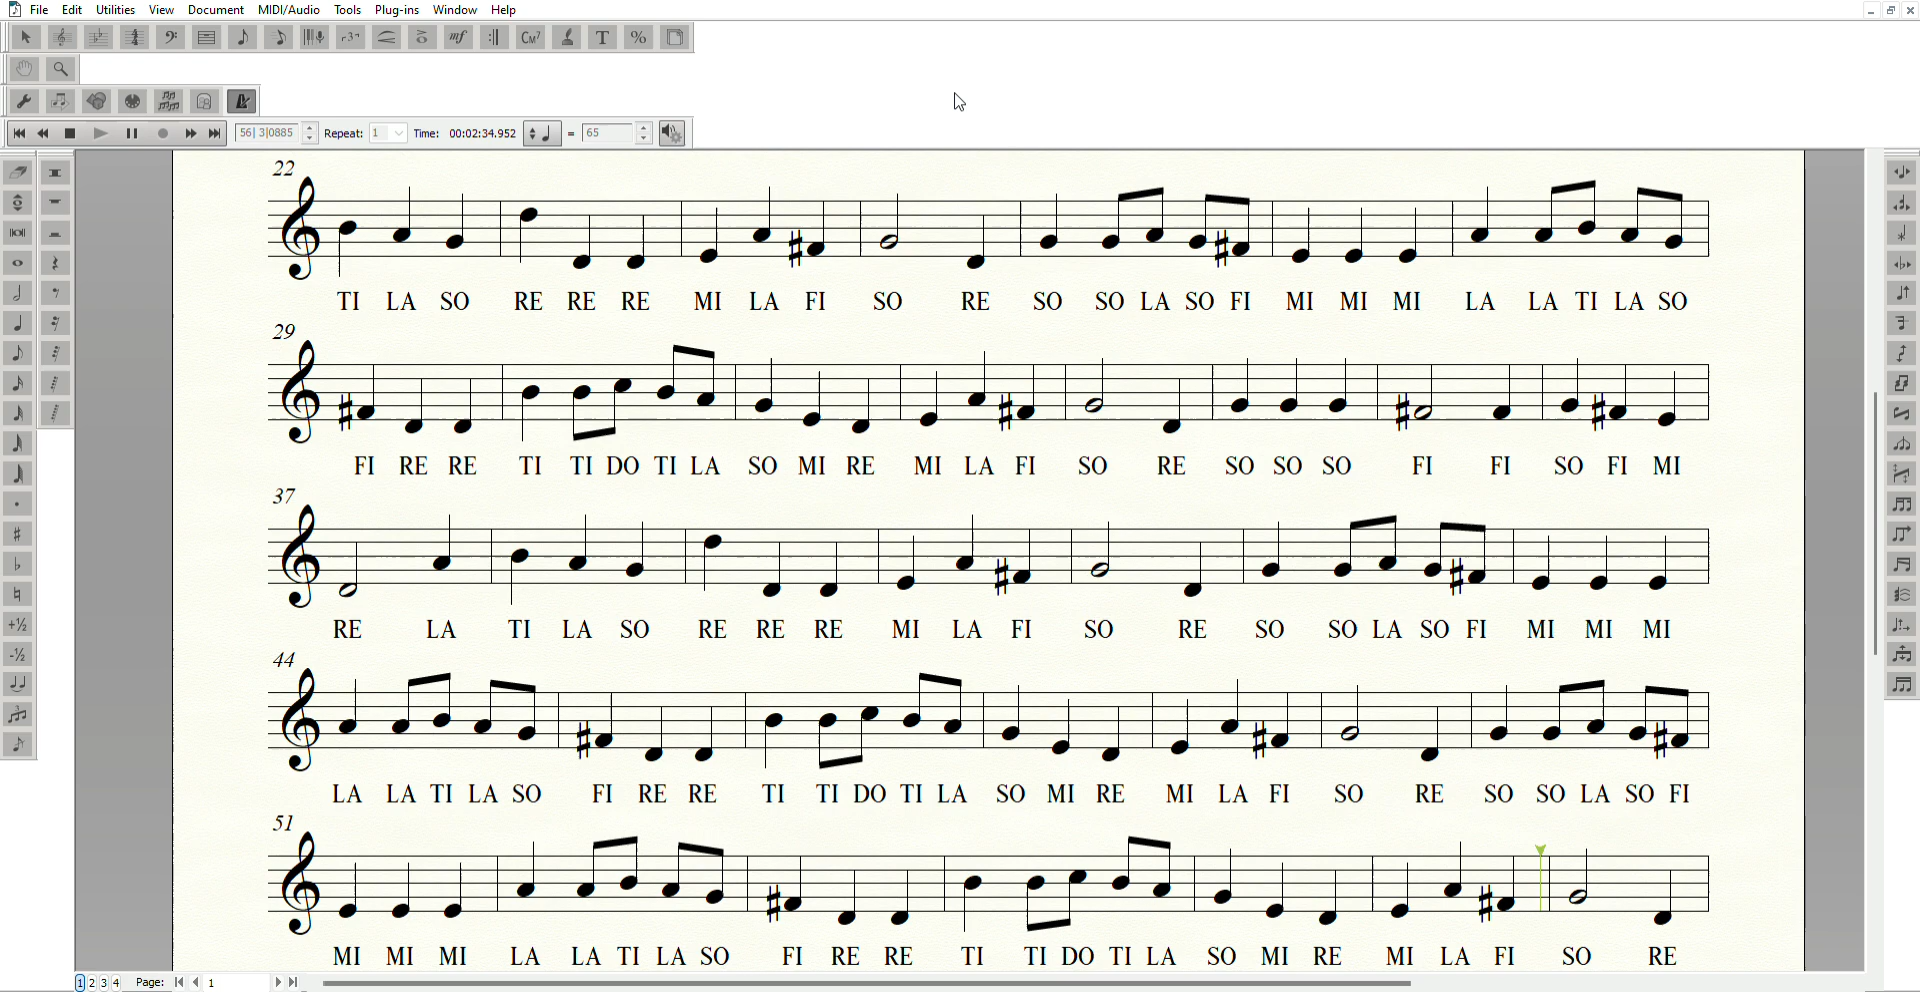 File Edit Utilities View Document MIDI/Audio Tools Plug-ins Window Help
56| 3|0885 Repeat: 1 Time: 00:02:34.952 = 65
22
TI LA SO RE RE RE MI LA FI SO RE SO SO LA SO FI MI MI MI LA LA TI LA SO
29
FI RE RE TI TI DO TI LA SO MI RE MI LA FI SO RE SO SO SO FI FI SO FI MI
37
RE LA TI LA SO RE RE RE MI LA FI SO RE SO SO LA SO FI MI MI MI
44
LA LA TI LA SO FI RE RE TI TI DO TI LA SO MI RE MI LA FI SO RE SO SO LA SO FI
51
MI MI MI LA LA TI LA SO FI RE RE TI TI DO TI LA SO MI RE MI LA FI SO RE
1 2 3 4 Page: 1